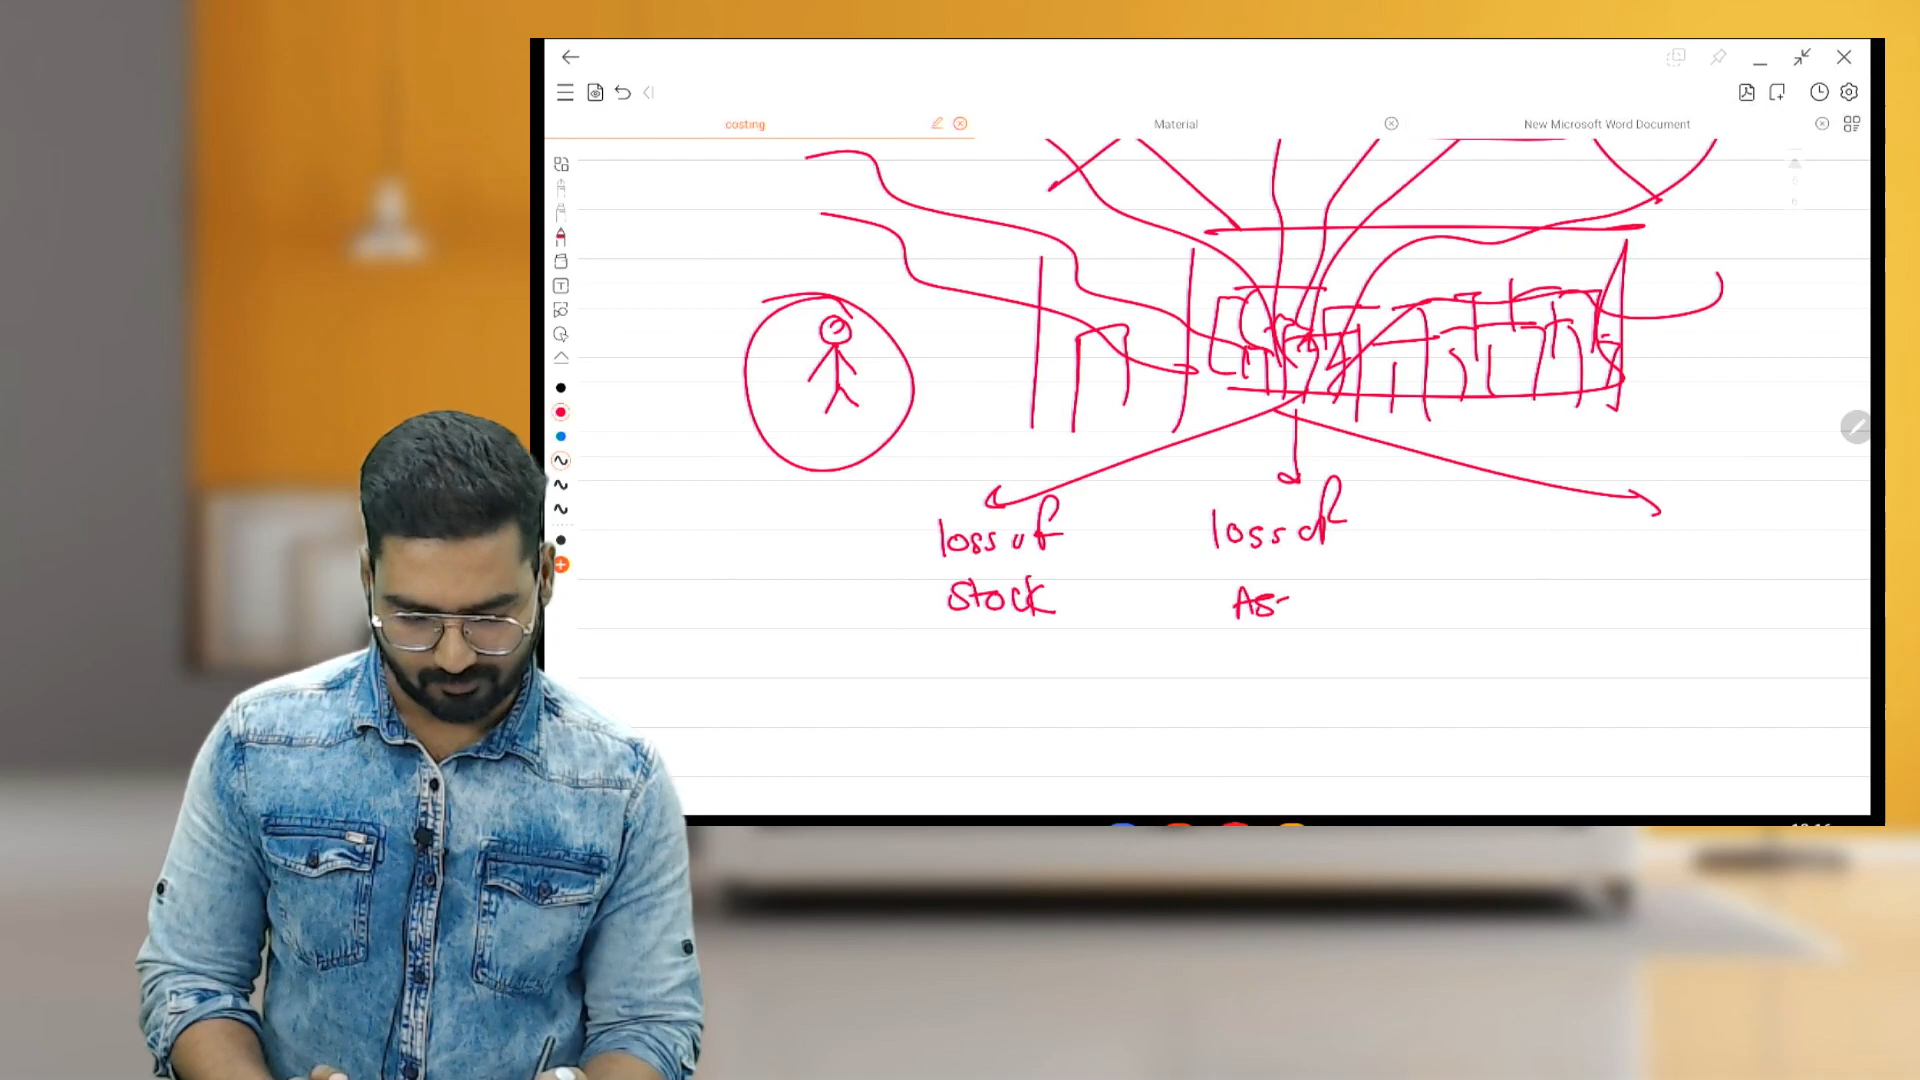 costing
Material
New Microsoft Word Document
loss of
Stock
loss of
As